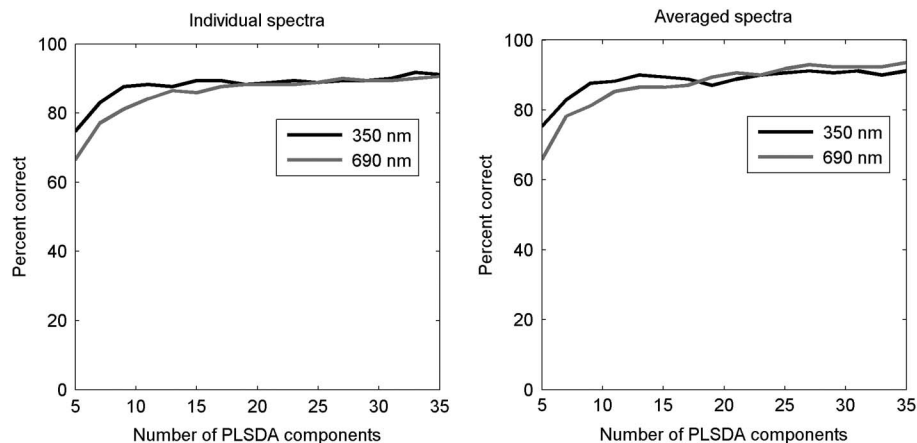 Individual spectra
100
80
60
40
20
0
5
10
15
20
25
30
35
Percent correct
Number of PLSDA components
350 nm
690 nm
Averaged spectra
100
80
60
40
20
0
5
10
15
20
25
30
35
Percent correct
Number of PLSDA components
350 nm
690 nm